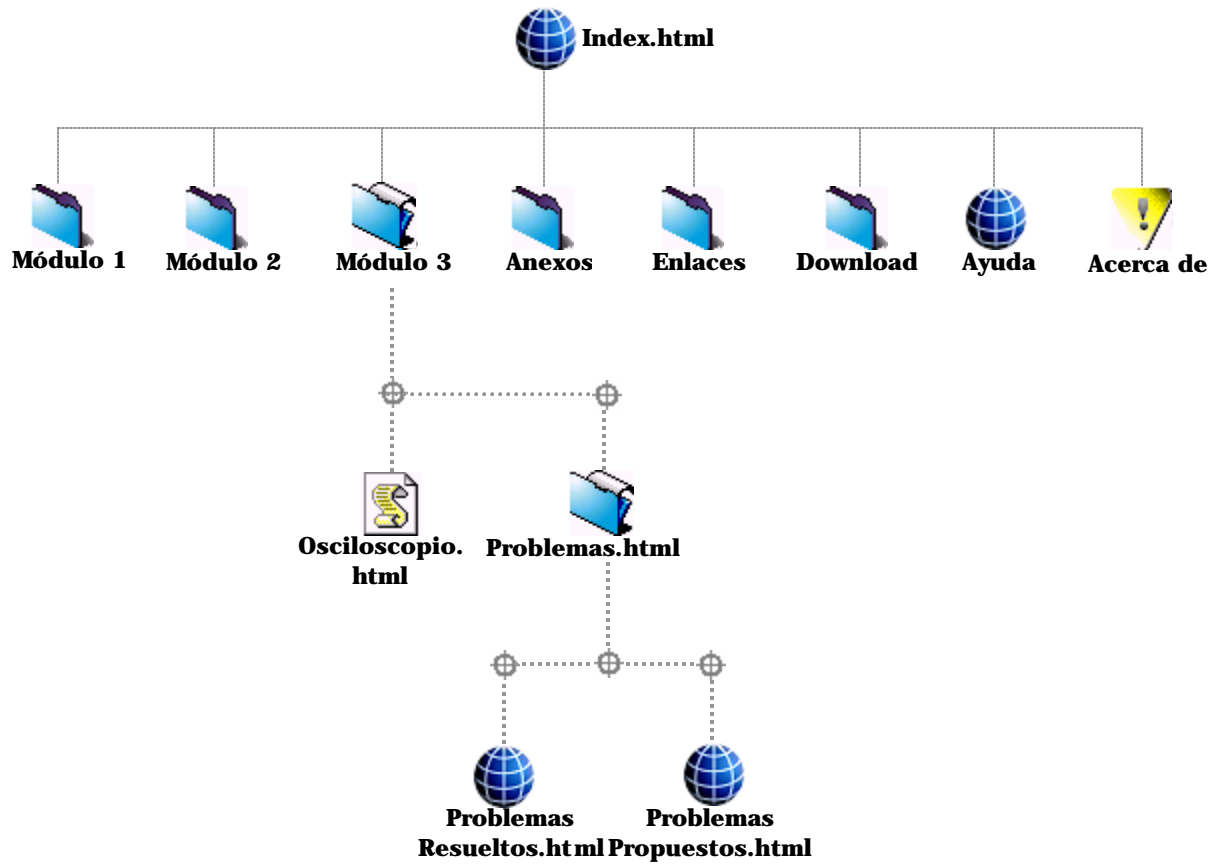 Index.html
Módulo 1
Módulo 2
Módulo 3
Anexos
Enlaces
Download
Ayuda
Acerca de
Osciloscopio.
html
Problemas.html
Problemas
Resueltos.html
Problemas
Propuestos.html